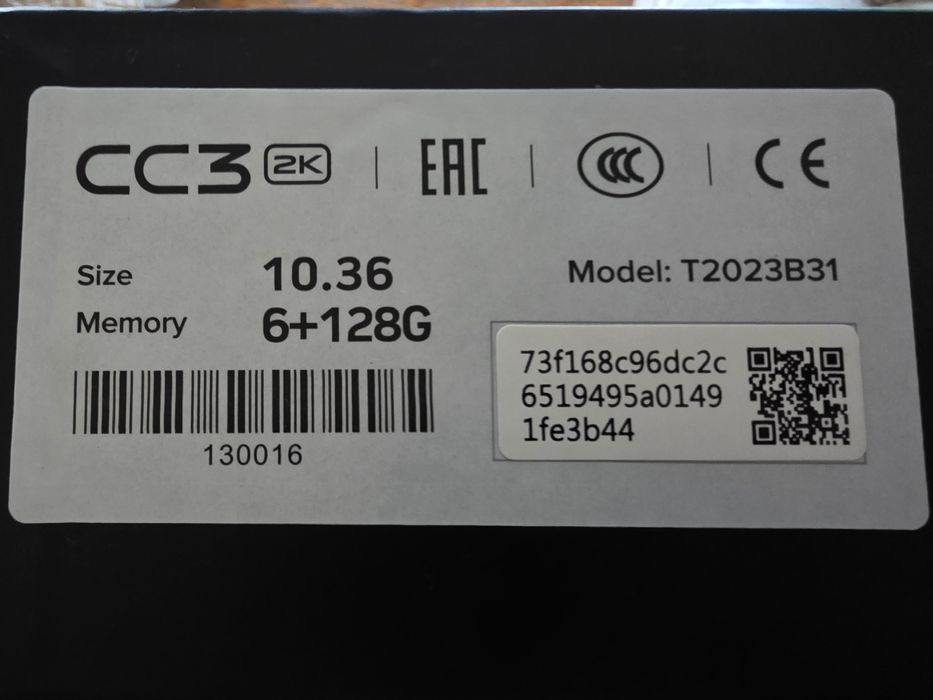 CC3 2K
EAC
CCC
CE
Size 10.36
Memory 6+128G
Model: T2023B31
130016
73f168c96dc2c
6519495a0149
1fe3b44